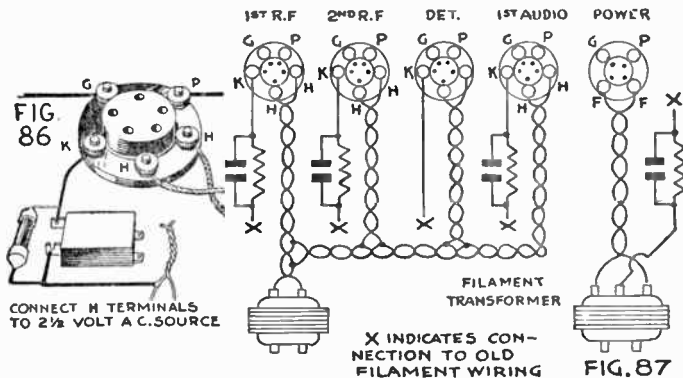 FIG.
86
G
P
K
H
H
CONNECT H TERMINALS
TO 2½ VOLT A.C. SOURCE
1ST R.F 2ND R.F DET. 1ST AUDIO POWER
G P G P G P G P G P
K H K H K H K H
H H H H F F
X
X X X X
FILAMENT
TRANSFORMER
X INDICATES CON-
NECTION TO OLD
FILAMENT WIRING
FIG. 87